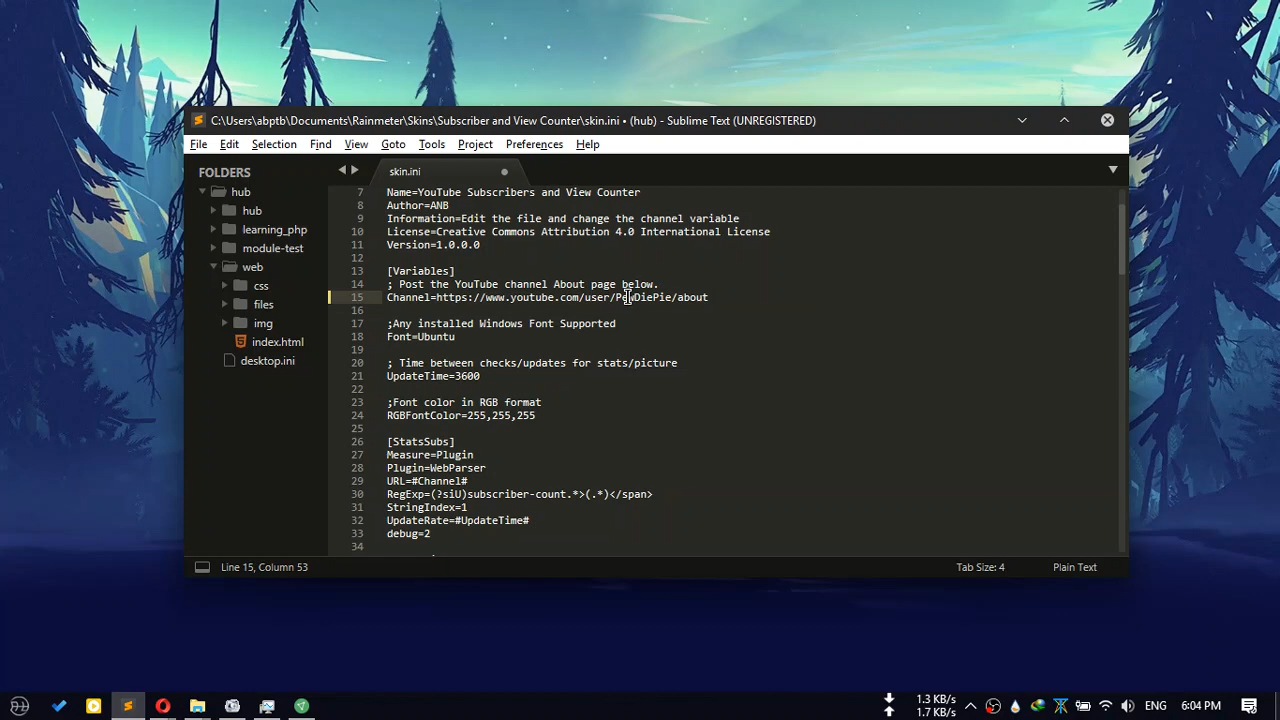 C:\Users\abptb\Documents\Rainmeter\Skins\Subscriber and View Counter\skin.ini • (hub) - Sublime Text (UNREGISTERED)
File Edit Selection Find View Goto Tools Project Preferences Help
FOLDERS
hub
hub
learning_php
module-test
web
css
files
img
index.html
desktop.ini
skin.ini
7 Name=YouTube Subscribers and View Counter
8 Author=ANB
9 Information=Edit the file and change the channel variable
10 License=Creative Commons Attribution 4.0 International License
11 Version=1.0.0.0
12
13 [Variables]
14 ; Post the YouTube channel About page below.
15 Channel=https://www.youtube.com/user/PewDiePie/about
16
17 ;Any installed Windows Font Supported
18 Font=Ubuntu
19
20 ; Time between checks/updates for stats/picture
21 UpdateTime=3600
22
23 ;Font color in RGB format
24 RGBFontColor=255,255,255
25
26 [StatsSubs]
27 Measure=Plugin
28 Plugin=WebParser
29 URL=#Channel#
30 RegExp=(?siU)subscriber-count.*>(.*)</span>
31 StringIndex=1
32 UpdateRate=#UpdateTime#
33 debug=2
34
Line 15, Column 53
Tab Size: 4
Plain Text
1.3 KB/s
1.7 KB/s
ENG
6:04 PM